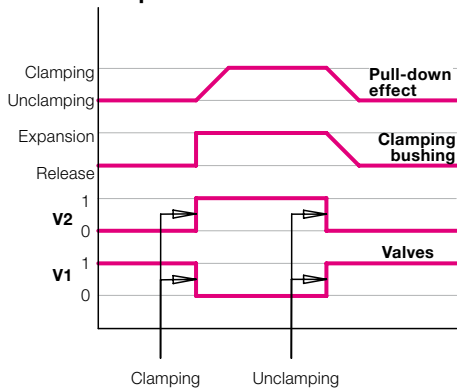 Clamping
Unclamping
Pull-down
effect
Expansion
Release
Clamping
bushing
V2
1
0
Valves
V1
1
0
Clamping
Unclamping